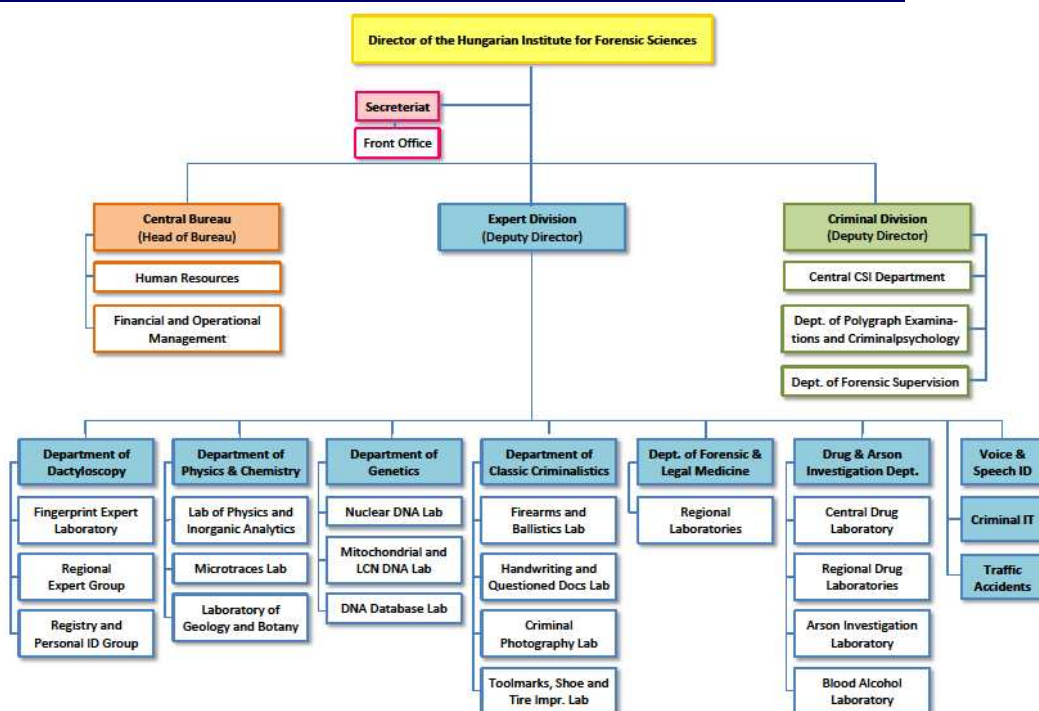 Director of the Hungarian Institute for Forensic Sciences
Secreteriat
Front Office
Central Bureau
(Head of Bureau)
Human Resources
Financial and Operational
Management
Expert Division
(Deputy Director)
Criminal Division
(Deputy Director)
Central CSI Department
Dept. of Polygraph Examina-
tions and Criminalpsychology
Dept. of Forensic Supervision
Department of
Dactyloscopy
Fingerprint Expert
Laboratory
Regional
Expert Group
Registry and
Personal ID Group
Department of
Physics & Chemistry
Lab of Physics and
Inorganic Analytics
Microtraces Lab
Laboratory of
Geology and Botany
Department of
Genetics
Nuclear DNA Lab
Mitochondrial and
LCN DNA Lab
DNA Database Lab
Department of
Classic Criminalistics
Firearms and
Ballistics Lab
Handwriting and
Questioned Docs Lab
Criminal
Photography Lab
Toolmarks, Shoe and
Tire Impr. Lab
Dept. of Forensic &
Legal Medicine
Regional
Laboratories
Drug & Arson
Investigation Dept.
Central Drug
Laboratory
Regional Drug
Laboratories
Arson Investigation
Laboratory
Blood Alcohol
Laboratory
Voice &
Speech ID
Criminal IT
Traffic
Accidents